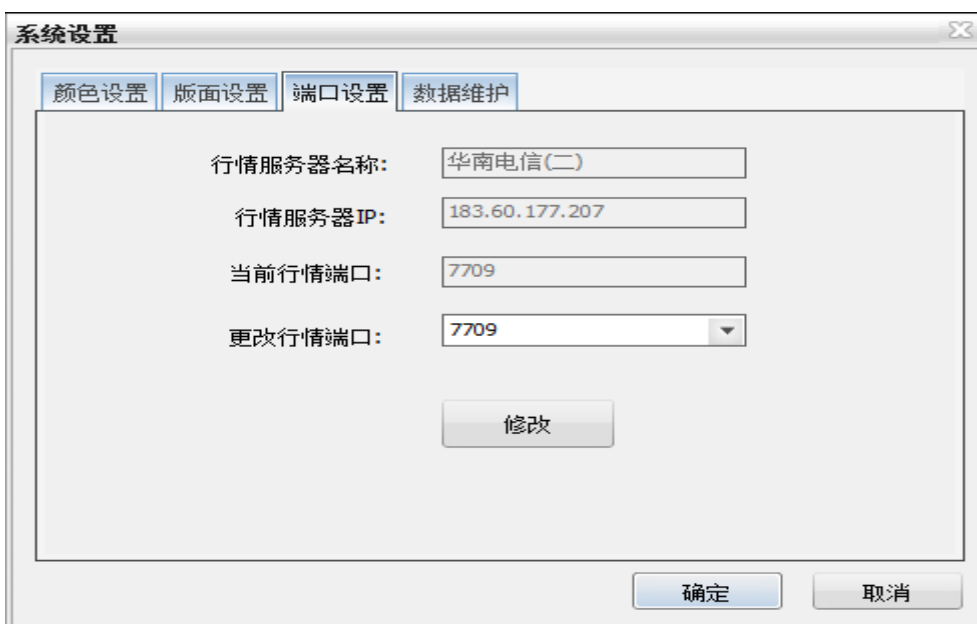 系统设置
颜色设置 版面设置 端口设置 数据维护
行情服务器名称: 华南电信(二)
行情服务器IP: 183.60.177.207
当前行情端口: 7709
更改行情端口: 7709
修改
确定 取消